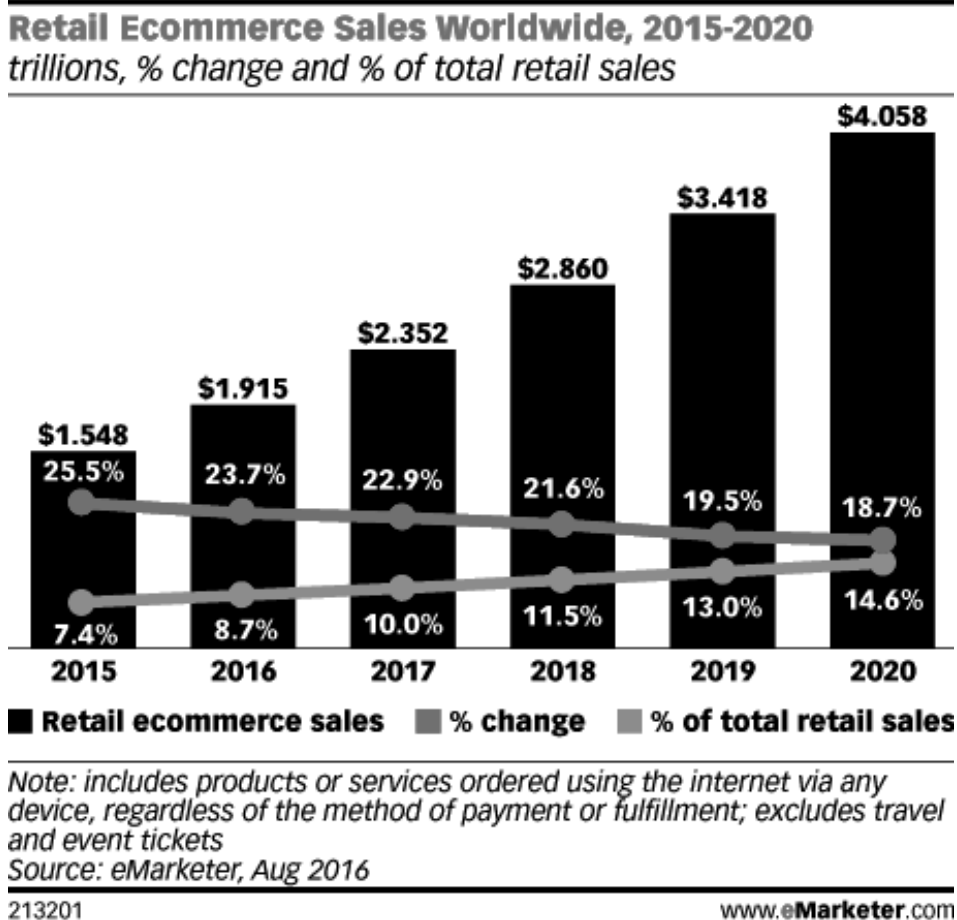 Retail Ecommerce Sales Worldwide, 2015-2020
trillions, % change and % of total retail sales
$4.058
$3.418
$2.860
$2.352
$1.915
$1.548
25.5% 23.7% 22.9% 21.6% 19.5% 18.7%
7.4% 8.7% 10.0% 11.5% 13.0% 14.6%
2015 2016 2017 2018 2019 2020
Retail ecommerce sales % change % of total retail sales
Note: includes products or services ordered using the internet via any
device, regardless of the method of payment or fulfillment; excludes travel
and event tickets
Source: eMarketer, Aug 2016
213201 www.eMarketer.com